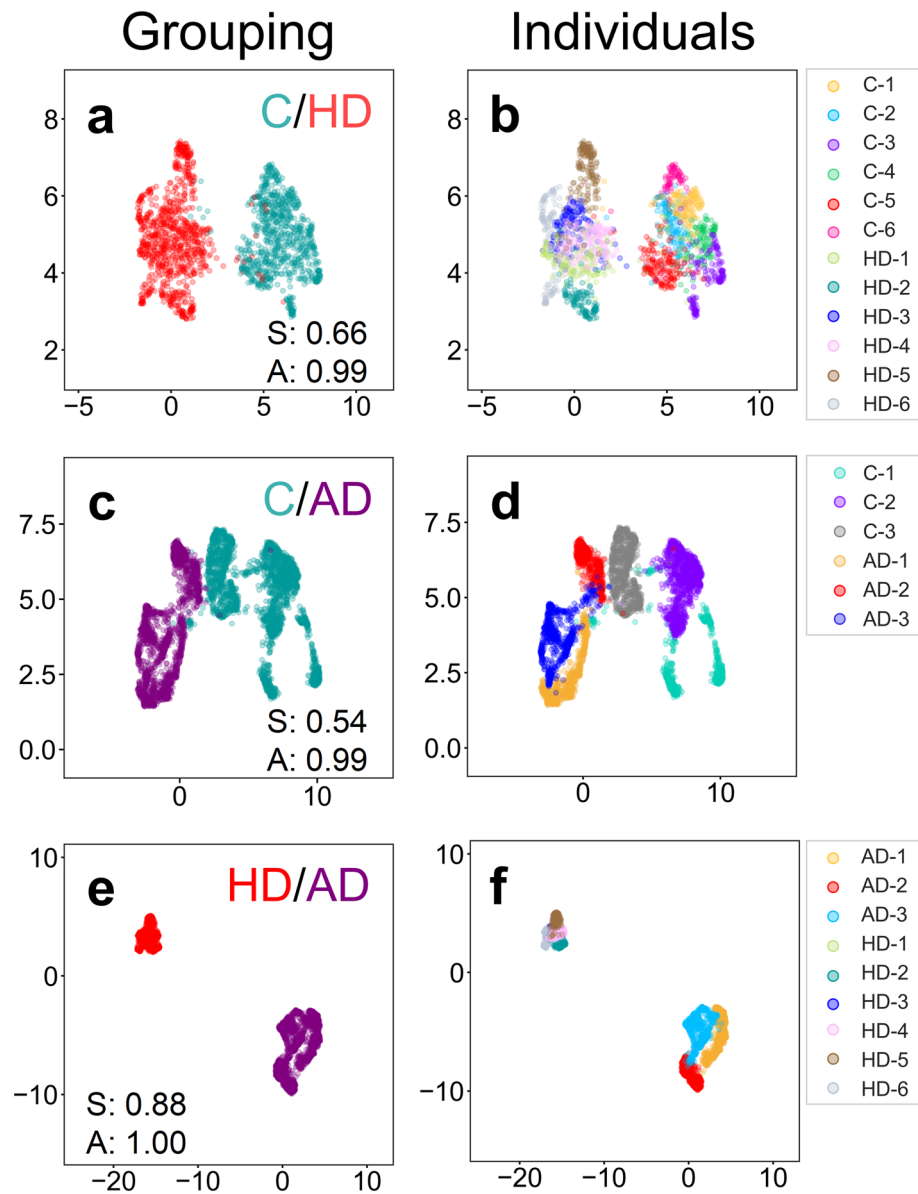 Grouping
Individuals
a
C/HD
8
6
4
2
S: 0.66
A: 0.99
−5
0
5
10
b
8
6
4
2
−5
0
5
10
C-1
C-2
C-3
C-4
C-5
C-6
HD-1
HD-2
HD-3
HD-4
HD-5
HD-6
c
C/AD
7.5
5.0
2.5
0.0
S: 0.54
A: 0.99
0
10
d
7.5
5.0
2.5
0.0
0
10
C-1
C-2
C-3
AD-1
AD-2
AD-3
e
HD/AD
10
0
−10
S: 0.88
A: 1.00
−20
−10
0
10
f
10
0
−10
−20
−10
0
10
AD-1
AD-2
AD-3
HD-1
HD-2
HD-3
HD-4
HD-5
HD-6